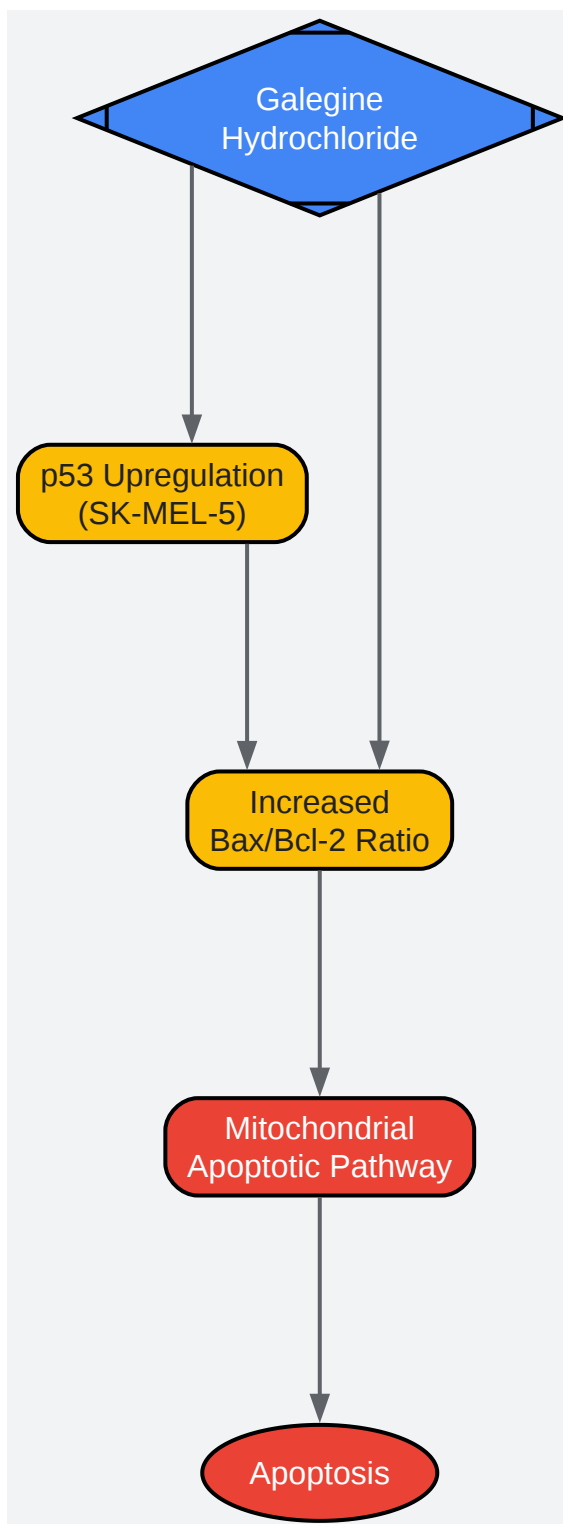 Galegine
Hydrochloride
p53 Upregulation
(SK-MEL-5)
Increased
Bax/Bcl-2 Ratio
Mitochondrial
Apoptotic Pathway
Apoptosis